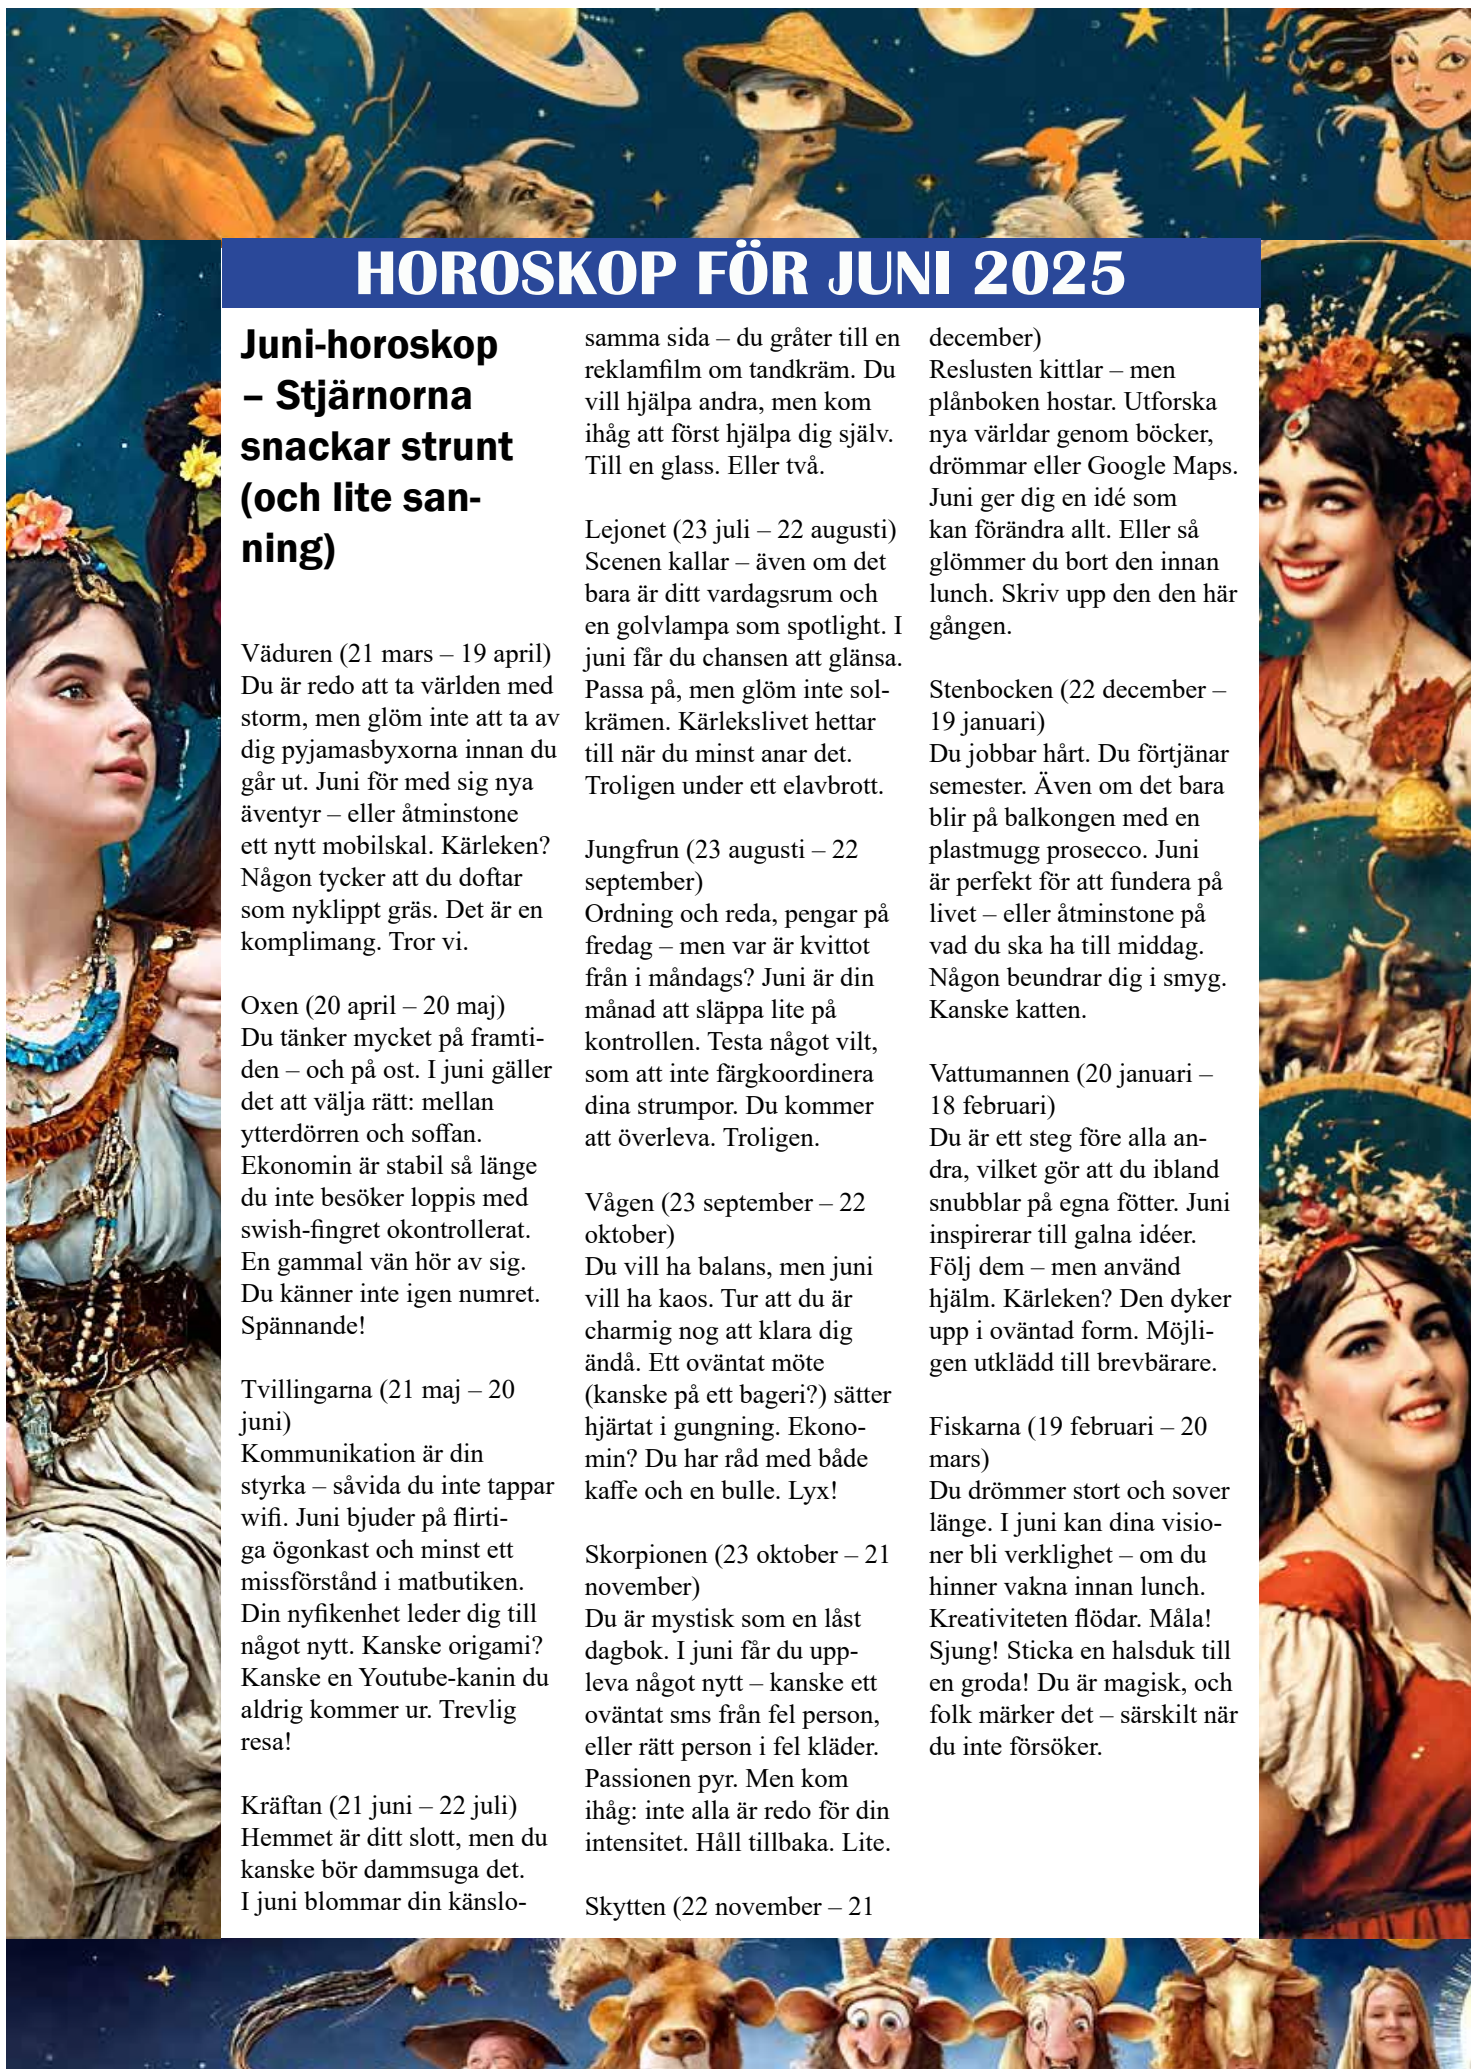 HOROSKOP FÖR JUNI 2025
Juni-horoskop
– Stjärnorna
snackar strunt
(och lite san-
ning)
Väduren (21 mars – 19 april)
Du är redo att ta världen med
storm, men glöm inte att ta av
dig pyjamasbyxorna innan du
går ut. Juni för med sig nya
äventyr – eller åtminstone
ett nytt mobilskal. Kärleken?
Någon tycker att du doftar
som nyklippt gräs. Det är en
komplimang. Tror vi.
Oxen (20 april – 20 maj)
Du tänker mycket på framti-
den – och på ost. I juni gäller
det att välja rätt: mellan
ytterdörren och soffan.
Ekonomin är stabil så länge
du inte besöker loppis med
swish-fingret okontrollerat.
En gammal vän hör av sig.
Du känner inte igen numret.
Spännande!
Tvillingarna (21 maj – 20
juni)
Kommunikation är din
styrka – såvida du inte tappar
wifi. Juni bjuder på flirti-
ga ögonkast och minst ett
missförstånd i matbutiken.
Din nyfikenhet leder dig till
något nytt. Kanske origami?
Kanske en Youtube-kanin du
aldrig kommer ur. Trevlig
resa!
Kräftan (21 juni – 22 juli)
Hemmet är ditt slott, men du
kanske bör dammsuga det.
I juni blommar din känslo-
samma sida – du gråter till en
reklamfilm om tandkräm. Du
vill hjälpa andra, men kom
ihåg att först hjälpa dig själv.
Till en glass. Eller två.
Lejonet (23 juli – 22 augusti)
Scenen kallar – även om det
bara är ditt vardagsrum och
en golvlampa som spotlight. I
juni får du chansen att glänsa.
Passa på, men glöm inte sol-
krämen. Kärlekslivet hettar
till när du minst anar det.
Troligen under ett elavbrott.
Jungfrun (23 augusti – 22
september)
Ordning och reda, pengar på
fredag – men var är kvittot
från i måndags? Juni är din
månad att släppa lite på
kontrollen. Testa något vilt,
som att inte färgkoordinera
dina strumpor. Du kommer
att överleva. Troligen.
Vågen (23 september – 22
oktober)
Du vill ha balans, men juni
vill ha kaos. Tur att du är
charmig nog att klara dig
ändå. Ett oväntat möte
(kanske på ett bageri?) sätter
hjärtat i gungning. Ekono-
min? Du har råd med både
kaffe och en bulle. Lyx!
Skorpionen (23 oktober – 21
november)
Du är mystisk som en låst
dagbok. I juni får du upp-
leva något nytt – kanske ett
oväntat sms från fel person,
eller rätt person i fel kläder.
Passionen pyr. Men kom
ihåg: inte alla är redo för din
intensitet. Håll tillbaka. Lite.
Skytten (22 november – 21
december)
Reslusten kittlar – men
plånboken hostar. Utforska
nya världar genom böcker,
drömmar eller Google Maps.
Juni ger dig en idé som
kan förändra allt. Eller så
glömmer du bort den innan
lunch. Skriv upp den den här
gången.
Stenbocken (22 december –
19 januari)
Du jobbar hårt. Du förtjänar
semester. Även om det bara
blir på balkongen med en
plastmugg prosecco. Juni
är perfekt för att fundera på
livet – eller åtminstone på
vad du ska ha till middag.
Någon beundrar dig i smyg.
Kanske katten.
Vattumannen (20 januari –
18 februari)
Du är ett steg före alla an-
dra, vilket gör att du ibland
snubblar på egna fötter. Juni
inspirerar till galna idéer.
Följ dem – men använd
hjälm. Kärleken? Den dyker
upp i oväntad form. Möjli-
gen utklädd till brevbärare.
Fiskarna (19 februari – 20
mars)
Du drömmer stort och sover
länge. I juni kan dina visio-
ner bli verklighet – om du
hinner vakna innan lunch.
Kreativiteten flödar. Måla!
Sjung! Sticka en halsduk till
en groda! Du är magisk, och
folk märker det – särskilt när
du inte försöker.